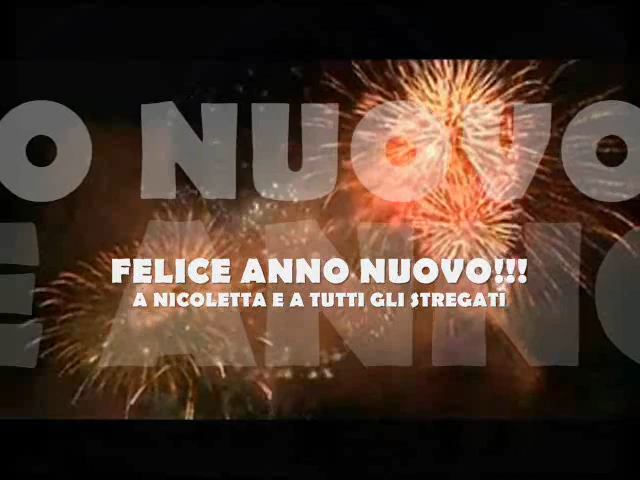 O NUOVO
E ANNO
FELICE ANNO NUOVO!!!
A NICOLETTA E A TUTTI GLI STREGATI